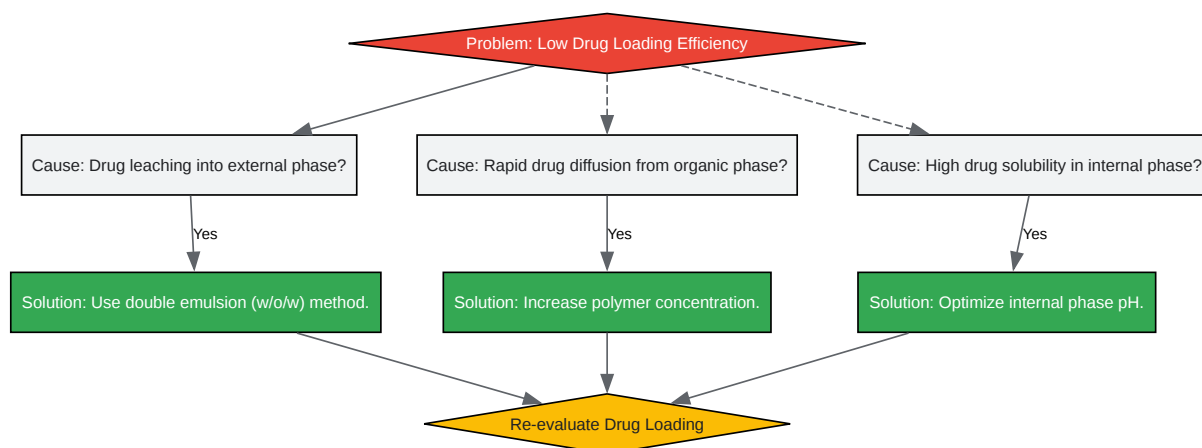 Problem: Low Drug Loading Efficiency
Cause: Drug leaching into external phase?
Cause: Rapid drug diffusion from organic phase?
Cause: High drug solubility in internal phase?
Yes
Yes
Yes
Solution: Use double emulsion (w/o/w) method.
Solution: Increase polymer concentration.
Solution: Optimize internal phase pH.
Re-evaluate Drug Loading